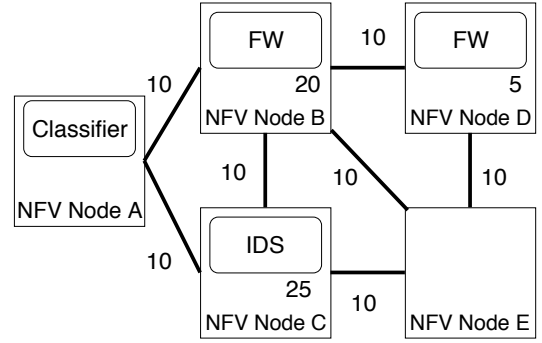 FW
10
FW
10
20
5
NFV Node B
NFV Node D
Classifier
10
10
10
NFV Node A
IDS
10
25
10
NFV Node C
NFV Node E